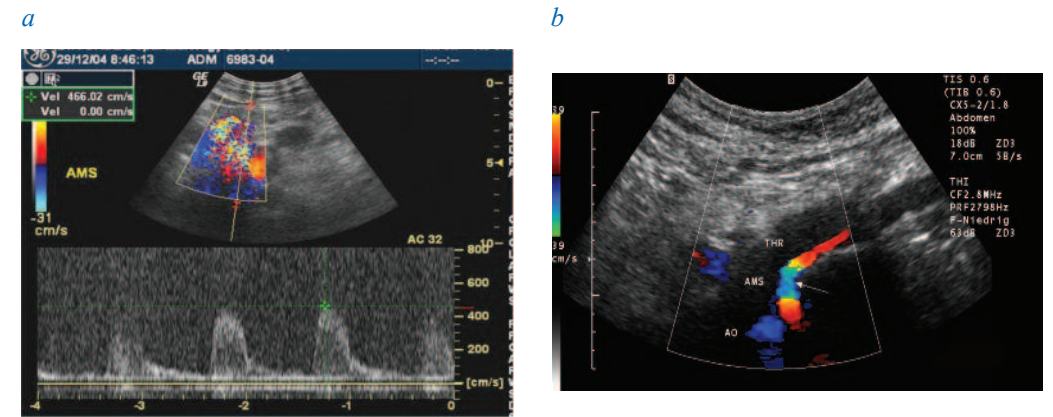 a
b
29/12/04 8:46:13 ADM 6983-04 --:--:--
Vel 466.02 cm/s
Vel 0.00 cm/s
AMS
-31
cm/s
0
5
10
AC 32
800
600
400
200
[cm/s]
-4 -3 -2 -1 0
S
TIS 0.6
(TIB 0.6)
CX5-2/1.8
Abdomen
100%
18dB ZD3
7.0cm 5B/s
THI
CF2.8MHz
PRF2798Hz
F-Niedrig
63dB ZD3
39
39
cm/s
THR
AMS
AO